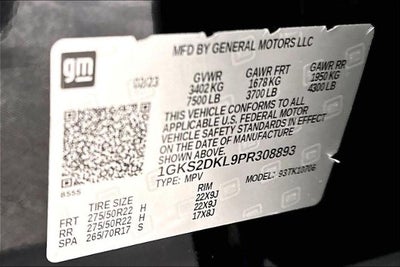 gm
MFD BY GENERAL MOTORS LLC
02/23 GVWR GAWR FRT GAWR RR
3402 KG 1678 KG 1950 KG
7500 LB 3700 LB 4300 LB
THIS VEHICLE CONFORMS TO ALL
APPLICABLE U.S. FEDERAL MOTOR
VEHICLE SAFETY STANDARDS IN EFFECT
ON THE DATE OF MANUFACTURE
1GKS2DKL9PR308893
TYPE: MPV MODEL: 93TK10706
8555
TIRE SIZE RIM
FRT 275/50R22 H 22X9J
RR 275/50R22 H 22X9J
SPA 265/70R17 S 17X8J